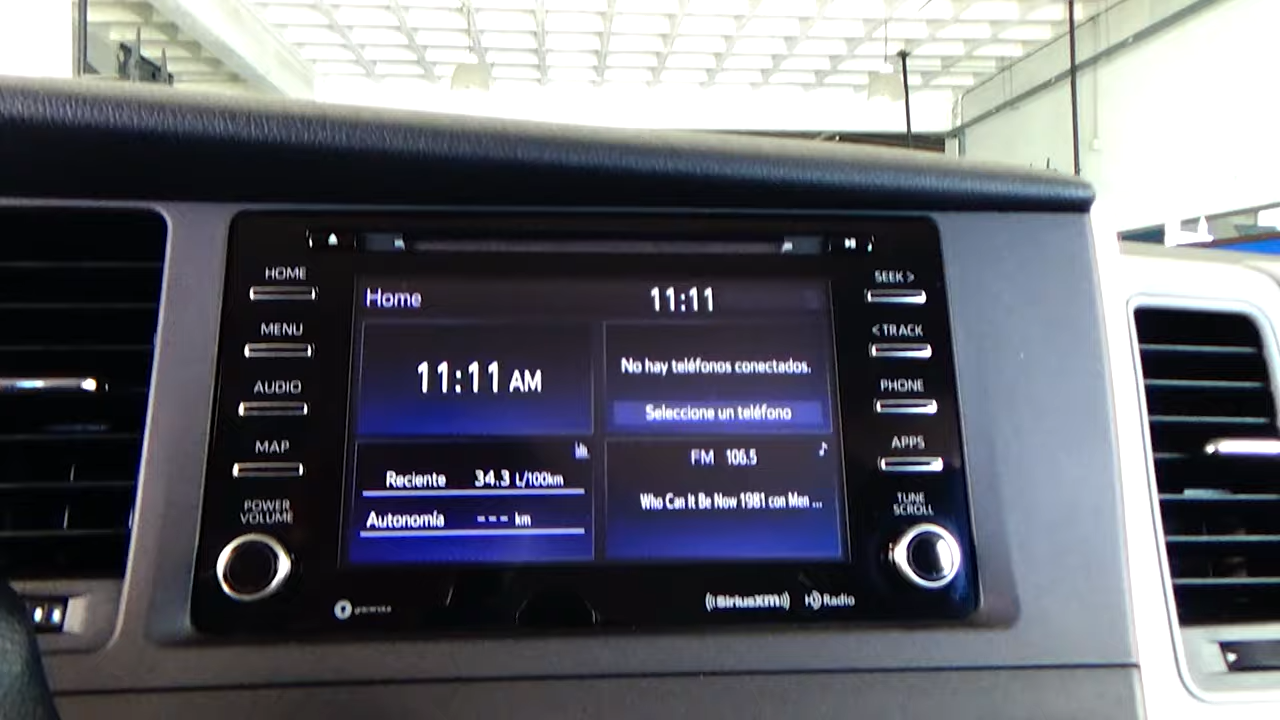 HOME
MENU
AUDIO
MAP
POWER
VOLUME
Home 11:11
11:11 AM
No hay teléfonos conectados.
Seleccione un teléfono
Reciente 34.3 L/100km
Autonomía --- km
FM 106.5
Who Can It Be Now 1981 con Men ...
SEEK >
< TRACK
PHONE
APPS
TUNE
SCROLL
gracenote
((SiriusXM))
HD Radio